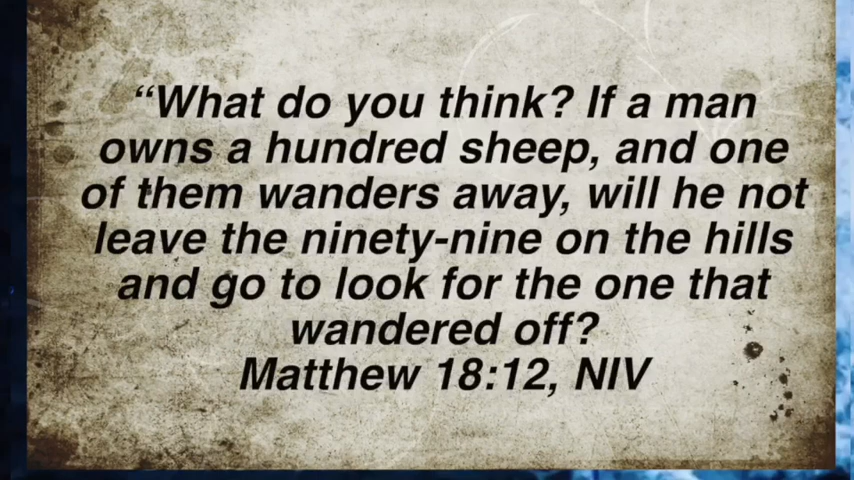 “What do you think? If a man
owns a hundred sheep, and one
of them wanders away, will he not
leave the ninety-nine on the hills
and go to look for the one that
wandered off?
Matthew 18:12, NIV